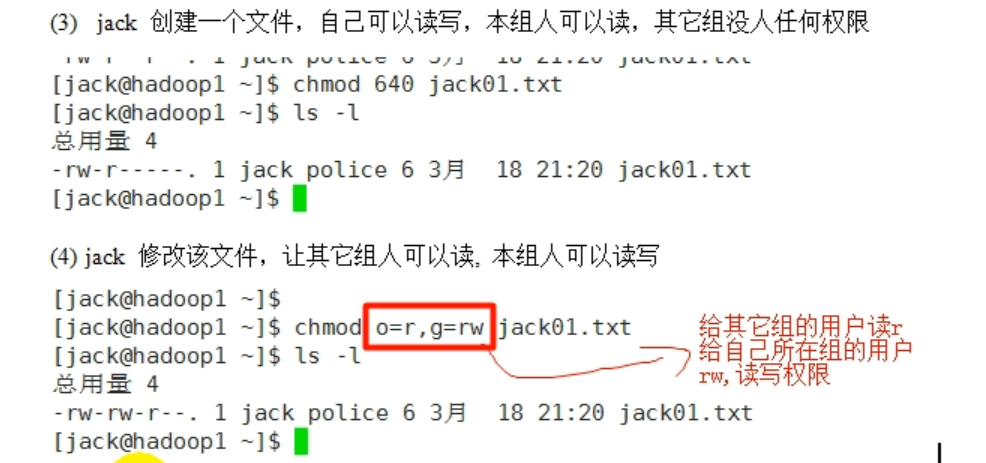 (3) jack 创建一个文件，自己可以读写，本组人可以读，其它组没人任何权限
[jack@hadoop1 ~]$ chmod 640 jack01.txt
[jack@hadoop1 ~]$ ls -l
总用量 4
-rw-r-----. 1 jack police 6 3月 18 21:20 jack01.txt
[jack@hadoop1 ~]$
(4) jack 修改该文件，让其它组人可以读, 本组人可以读写
[jack@hadoop1 ~]$
[jack@hadoop1 ~]$ chmod o=r,g=rw jack01.txt
[jack@hadoop1 ~]$ ls -l
总用量 4
-rw-rw-r--. 1 jack police 6 3月 18 21:20 jack01.txt
[jack@hadoop1 ~]$
给其它组的用户读r
给自己所在组的用户
rw,读写权限